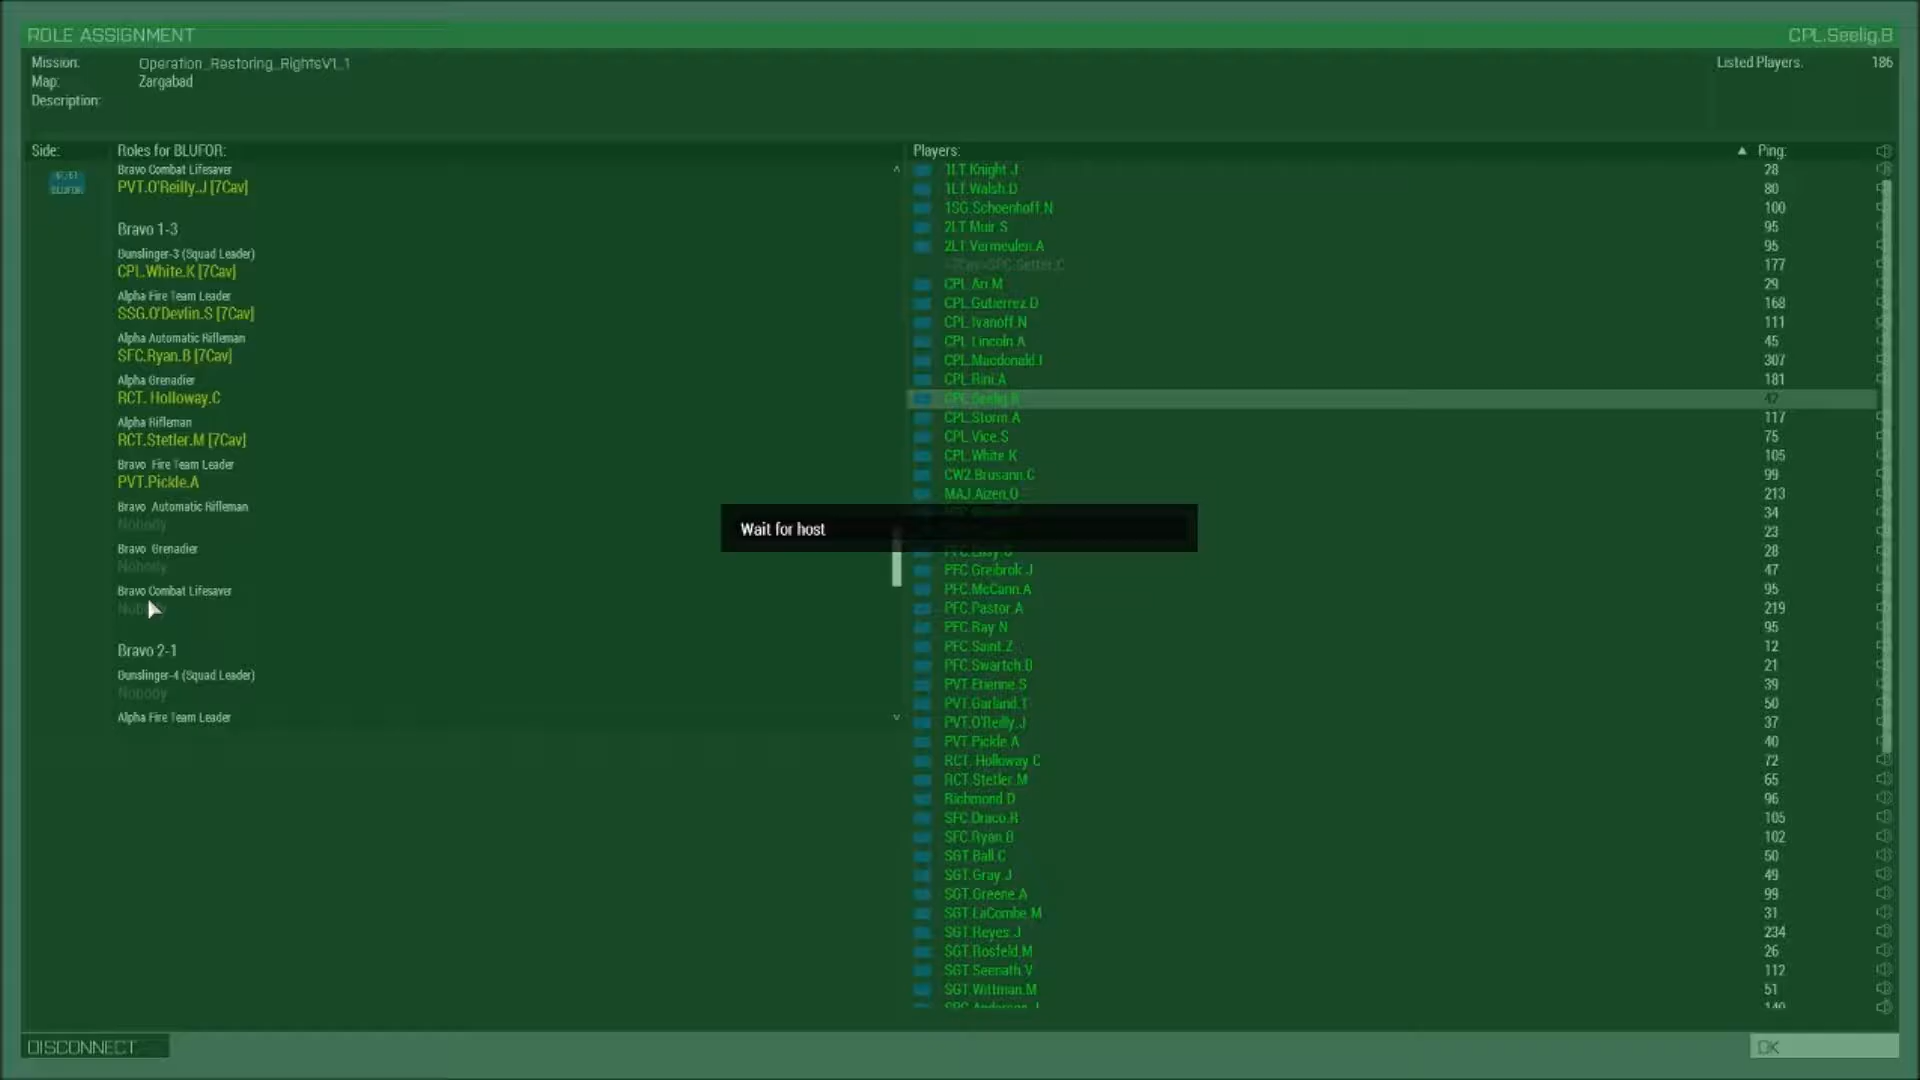 ROLE ASSIGNMENT
CPL.Seelig.B
Mission: Operation_Restoring_RightsV1_1
Listed Players: 186
Map: Zargabad
Description:
Side:
Roles for BLUFOR:
BLUFOR
Bravo Combat Lifesaver
PVT.O'Reilly.J [7Cav]
Bravo 1-3
Gunslinger-3 (Squad Leader)
CPL.White.K [7Cav]
Alpha Fire Team Leader
SSG.O'Devlin.S [7Cav]
Alpha Automatic Rifleman
SFC.Ryan.B [7Cav]
Alpha Grenadier
RCT. Holloway.C
Alpha Rifleman
RCT.Stetler.M [7Cav]
Bravo Fire Team Leader
PVT.Pickle.A
Bravo Automatic Rifleman
Nobody
Bravo Grenadier
Nobody
Bravo Combat Lifesaver
Nobody
Bravo 2-1
Gunslinger-4 (Squad Leader)
Nobody
Alpha Fire Team Leader
Players: Ping:
1LT.Knight.J 28
1LT.Walsh.D 80
1SG.Schoenhoff.N 100
2LT.Muir.S 95
2LT.Vermeulen.A 95
177
CPL.Ari.M 29
CPL.Gutierrez.D 168
CPL.Ivanoff.N 111
CPL.Lincoln.A 45
CPL.Macdonald.I 307
CPL.Rini.A 181
CPL.Seelig.B 47
CPL.Storm.A 117
CPL.Vice.S 75
CPL.White.K 105
CW2.Brusann.C 99
MAJ.Aizen.O 213
34
23
28
PFC.Greibrok.J 47
PFC.McCann.A 95
PFC.Pastor.A 219
PFC.Ray.N 95
PFC.Saint.Z 12
PFC.Swartch.D 21
PVT.Etienne.S 39
PVT.Garland.T 50
PVT.O'Reilly.J 37
PVT.Pickle.A 40
RCT. Holloway.C 72
RCT.Stetler.M 65
Richmond.D 96
SFC.Draco.R 105
SFC.Ryan.B 102
SGT.Ball.C 50
SGT.Gray.J 49
SGT.Greene.A 99
SGT.LaCombe.M 31
SGT.Reyes.J 234
SGT.Rosfeld.M 26
SGT.Seenath.V 112
SGT.Wittman.M 51
Wait for host
DISCONNECT
OK